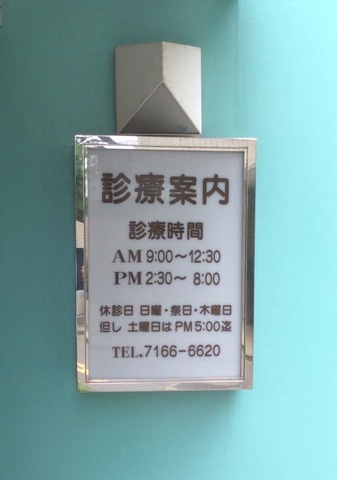 診療案内
診療時間
AM 9:00〜12:30
PM 2:30〜 8:00
休診日 日曜・祭日・木曜日
但し 土曜日はPM5:00迄
TEL.7166-6620